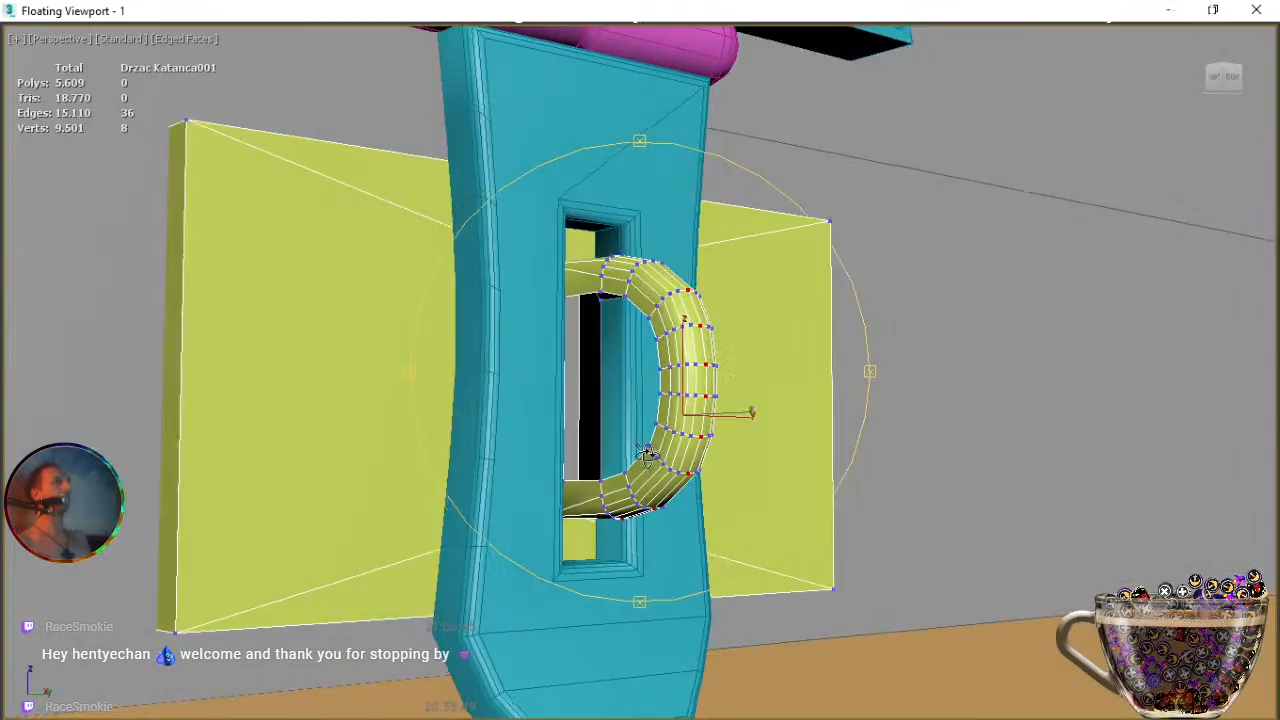 Floating Viewport - 1
[+] [Perspective] [Standard] [Edged Faces]
Total Drzac Katanca001
Polys: 5.609 0
Tris: 18.770 0
Edges: 15.110 36
Verts: 9.501 8
RaceSmokie
Hey hentyechan welcome and thank you for stopping by
RaceSmokie